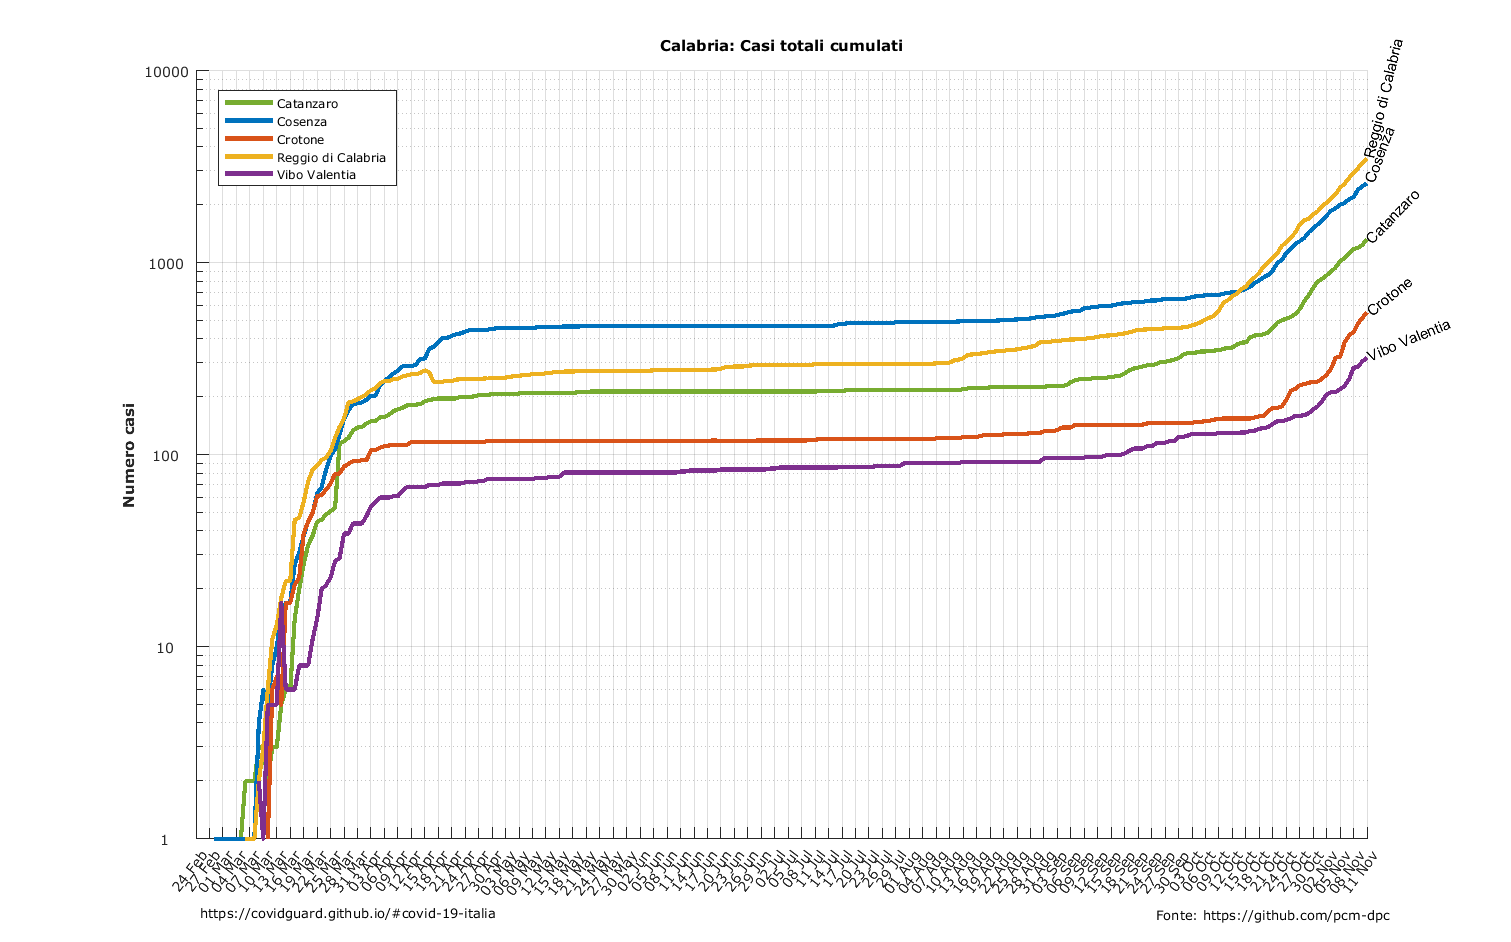 Calabria: Casi totali cumulati
Numero casi
10000
1000
100
10
1
Catanzaro
Cosenza
Crotone
Reggio di Calabria
Vibo Valentia
Reggio di Calabria
Cosenza
Catanzaro
Crotone
Vibo Valentia
24 Feb
27 Feb
01 Mar
04 Mar
07 Mar
10 Mar
13 Mar
16 Mar
19 Mar
22 Mar
25 Mar
28 Mar
31 Mar
03 Apr
06 Apr
09 Apr
12 Apr
15 Apr
18 Apr
21 Apr
24 Apr
27 Apr
30 Apr
03 May
06 May
09 May
12 May
15 May
18 May
21 May
24 May
27 May
30 May
02 Jun
05 Jun
08 Jun
11 Jun
14 Jun
17 Jun
20 Jun
23 Jun
26 Jun
29 Jun
02 Jul
05 Jul
08 Jul
11 Jul
14 Jul
17 Jul
20 Jul
23 Jul
26 Jul
29 Jul
01 Aug
04 Aug
07 Aug
10 Aug
13 Aug
16 Aug
19 Aug
22 Aug
25 Aug
28 Aug
31 Aug
03 Sep
06 Sep
09 Sep
12 Sep
15 Sep
18 Sep
21 Sep
24 Sep
27 Sep
30 Sep
03 Oct
06 Oct
09 Oct
12 Oct
15 Oct
18 Oct
21 Oct
24 Oct
27 Oct
30 Oct
02 Nov
05 Nov
08 Nov
11 Nov
https://covidguard.github.io/#covid-19-italia
Fonte: https://github.com/pcm-dpc